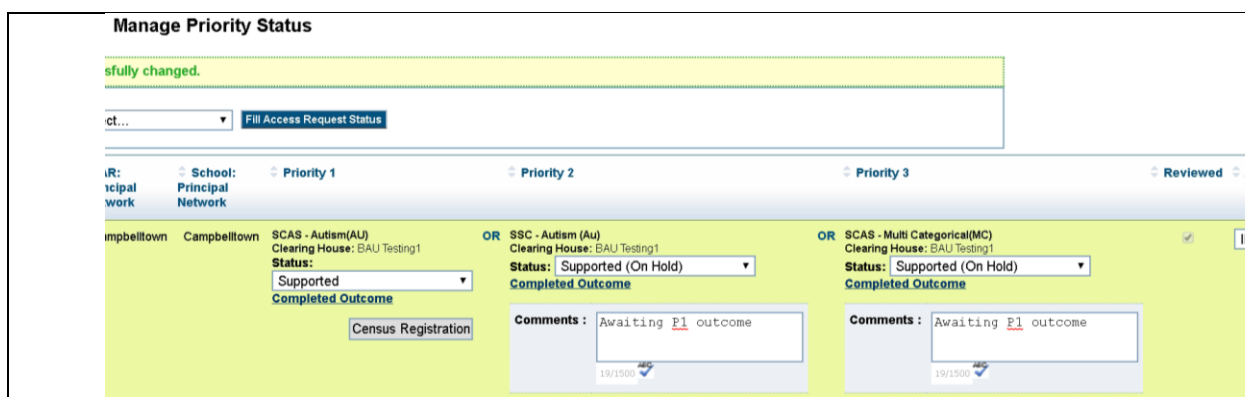 Manage Priority Status
sfully changed.
ct... Fill Access Request Status
AR: School: Priority 1 Priority 2 Priority 3 Reviewed
ncipal Principal
work Network
mpbelltown Campbelltown SCAS - Autism(AU) OR SSC - Autism (Au) OR SCAS - Multi Categorical(MC)
Clearing House: BAU Testing1 Clearing House: BAU Testing1 Clearing House: BAU Testing1
Status: Status: Supported (On Hold) Status: Supported (On Hold)
Supported Completed Outcome Completed Outcome
Completed Outcome
Census Registration Comments : Awaiting P1 outcome Comments : Awaiting P1 outcome
19/1500 ABC 19/1500 ABC